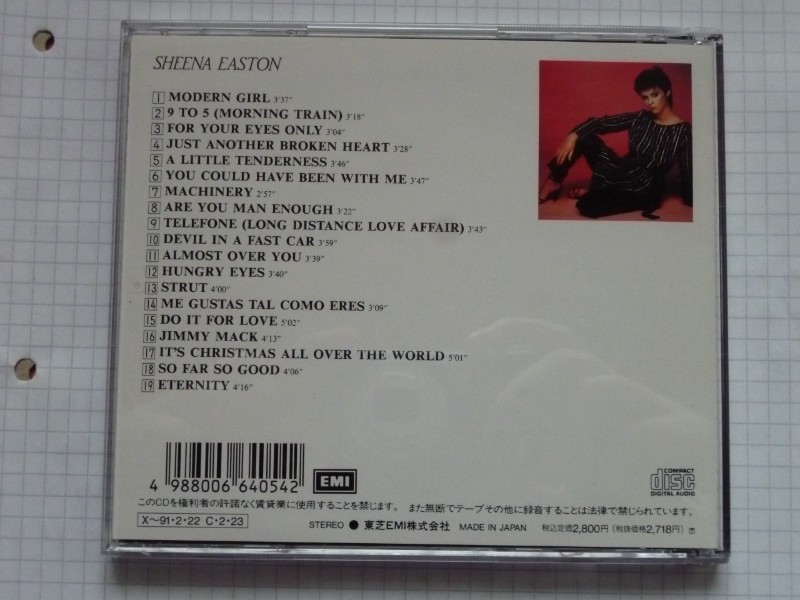 SHEENA EASTON
1 MODERN GIRL 3'37"
2 9 TO 5 (MORNING TRAIN) 3'18"
3 FOR YOUR EYES ONLY 3'04"
4 JUST ANOTHER BROKEN HEART 3'28"
5 A LITTLE TENDERNESS 3'46"
6 YOU COULD HAVE BEEN WITH ME 3'47"
7 MACHINERY 2'57"
8 ARE YOU MAN ENOUGH 3'22"
9 TELEFONE (LONG DISTANCE LOVE AFFAIR) 3'43"
10 DEVIL IN A FAST CAR 3'59"
11 ALMOST OVER YOU 3'39"
12 HUNGRY EYES 3'40"
13 STRUT 4'00"
14 ME GUSTAS TAL COMO ERES 3'09"
15 DO IT FOR LOVE 5'02"
16 JIMMY MACK 4'13"
17 IT'S CHRISTMAS ALL OVER THE WORLD 5'01"
18 SO FAR SO GOOD 4'06"
19 ETERNITY 4'16"
4 988006 640542
EMI
COMPACT
disc
DIGITAL AUDIO
このCDを権利者の許諾なく賃貸業に使用することを禁じます。また無断でテープその他に録音することは法律で禁じられています。
X〜91・2・22 C・2・23
STEREO ● 東芝EMI株式会社 MADE IN JAPAN 税込定価2,800円(税抜価格2,718円)